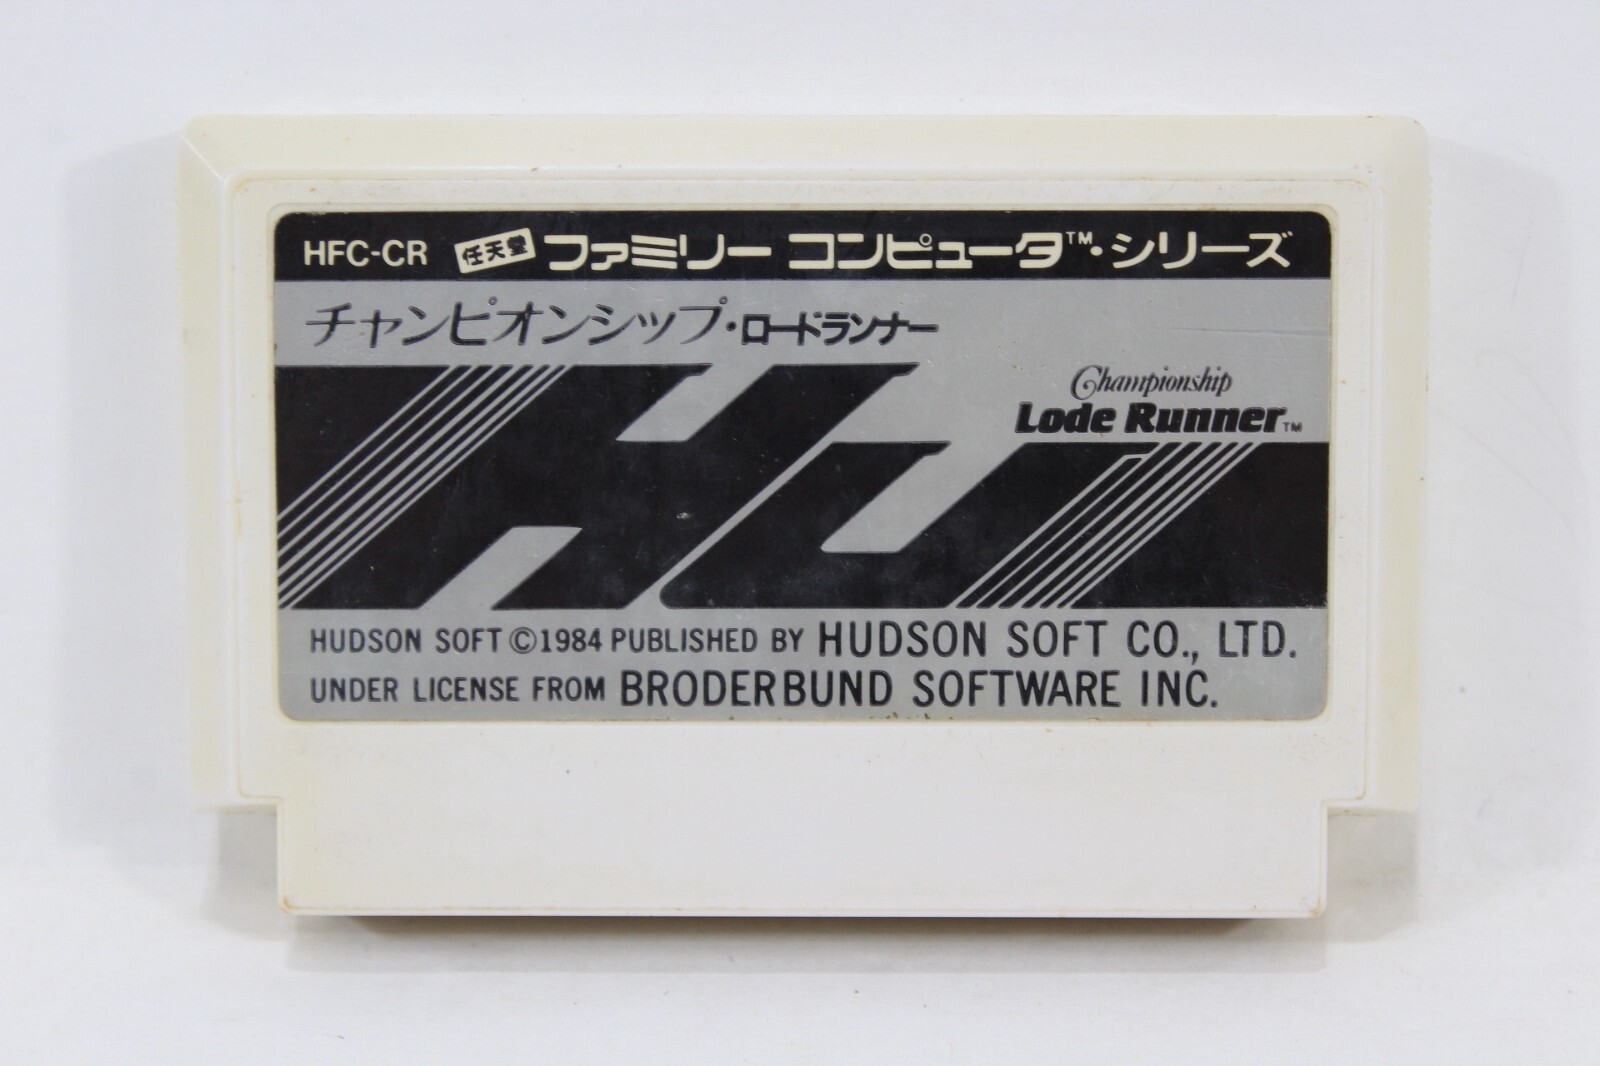 HFC-CR 任天堂 ファミリー コンピュータ™・シリーズ
チャンピオンシップ・ロードランナー
Championship
Lode Runner™
HU
HUDSON SOFT ©1984 PUBLISHED BY HUDSON SOFT CO., LTD.
UNDER LICENSE FROM BRODERBUND SOFTWARE INC.